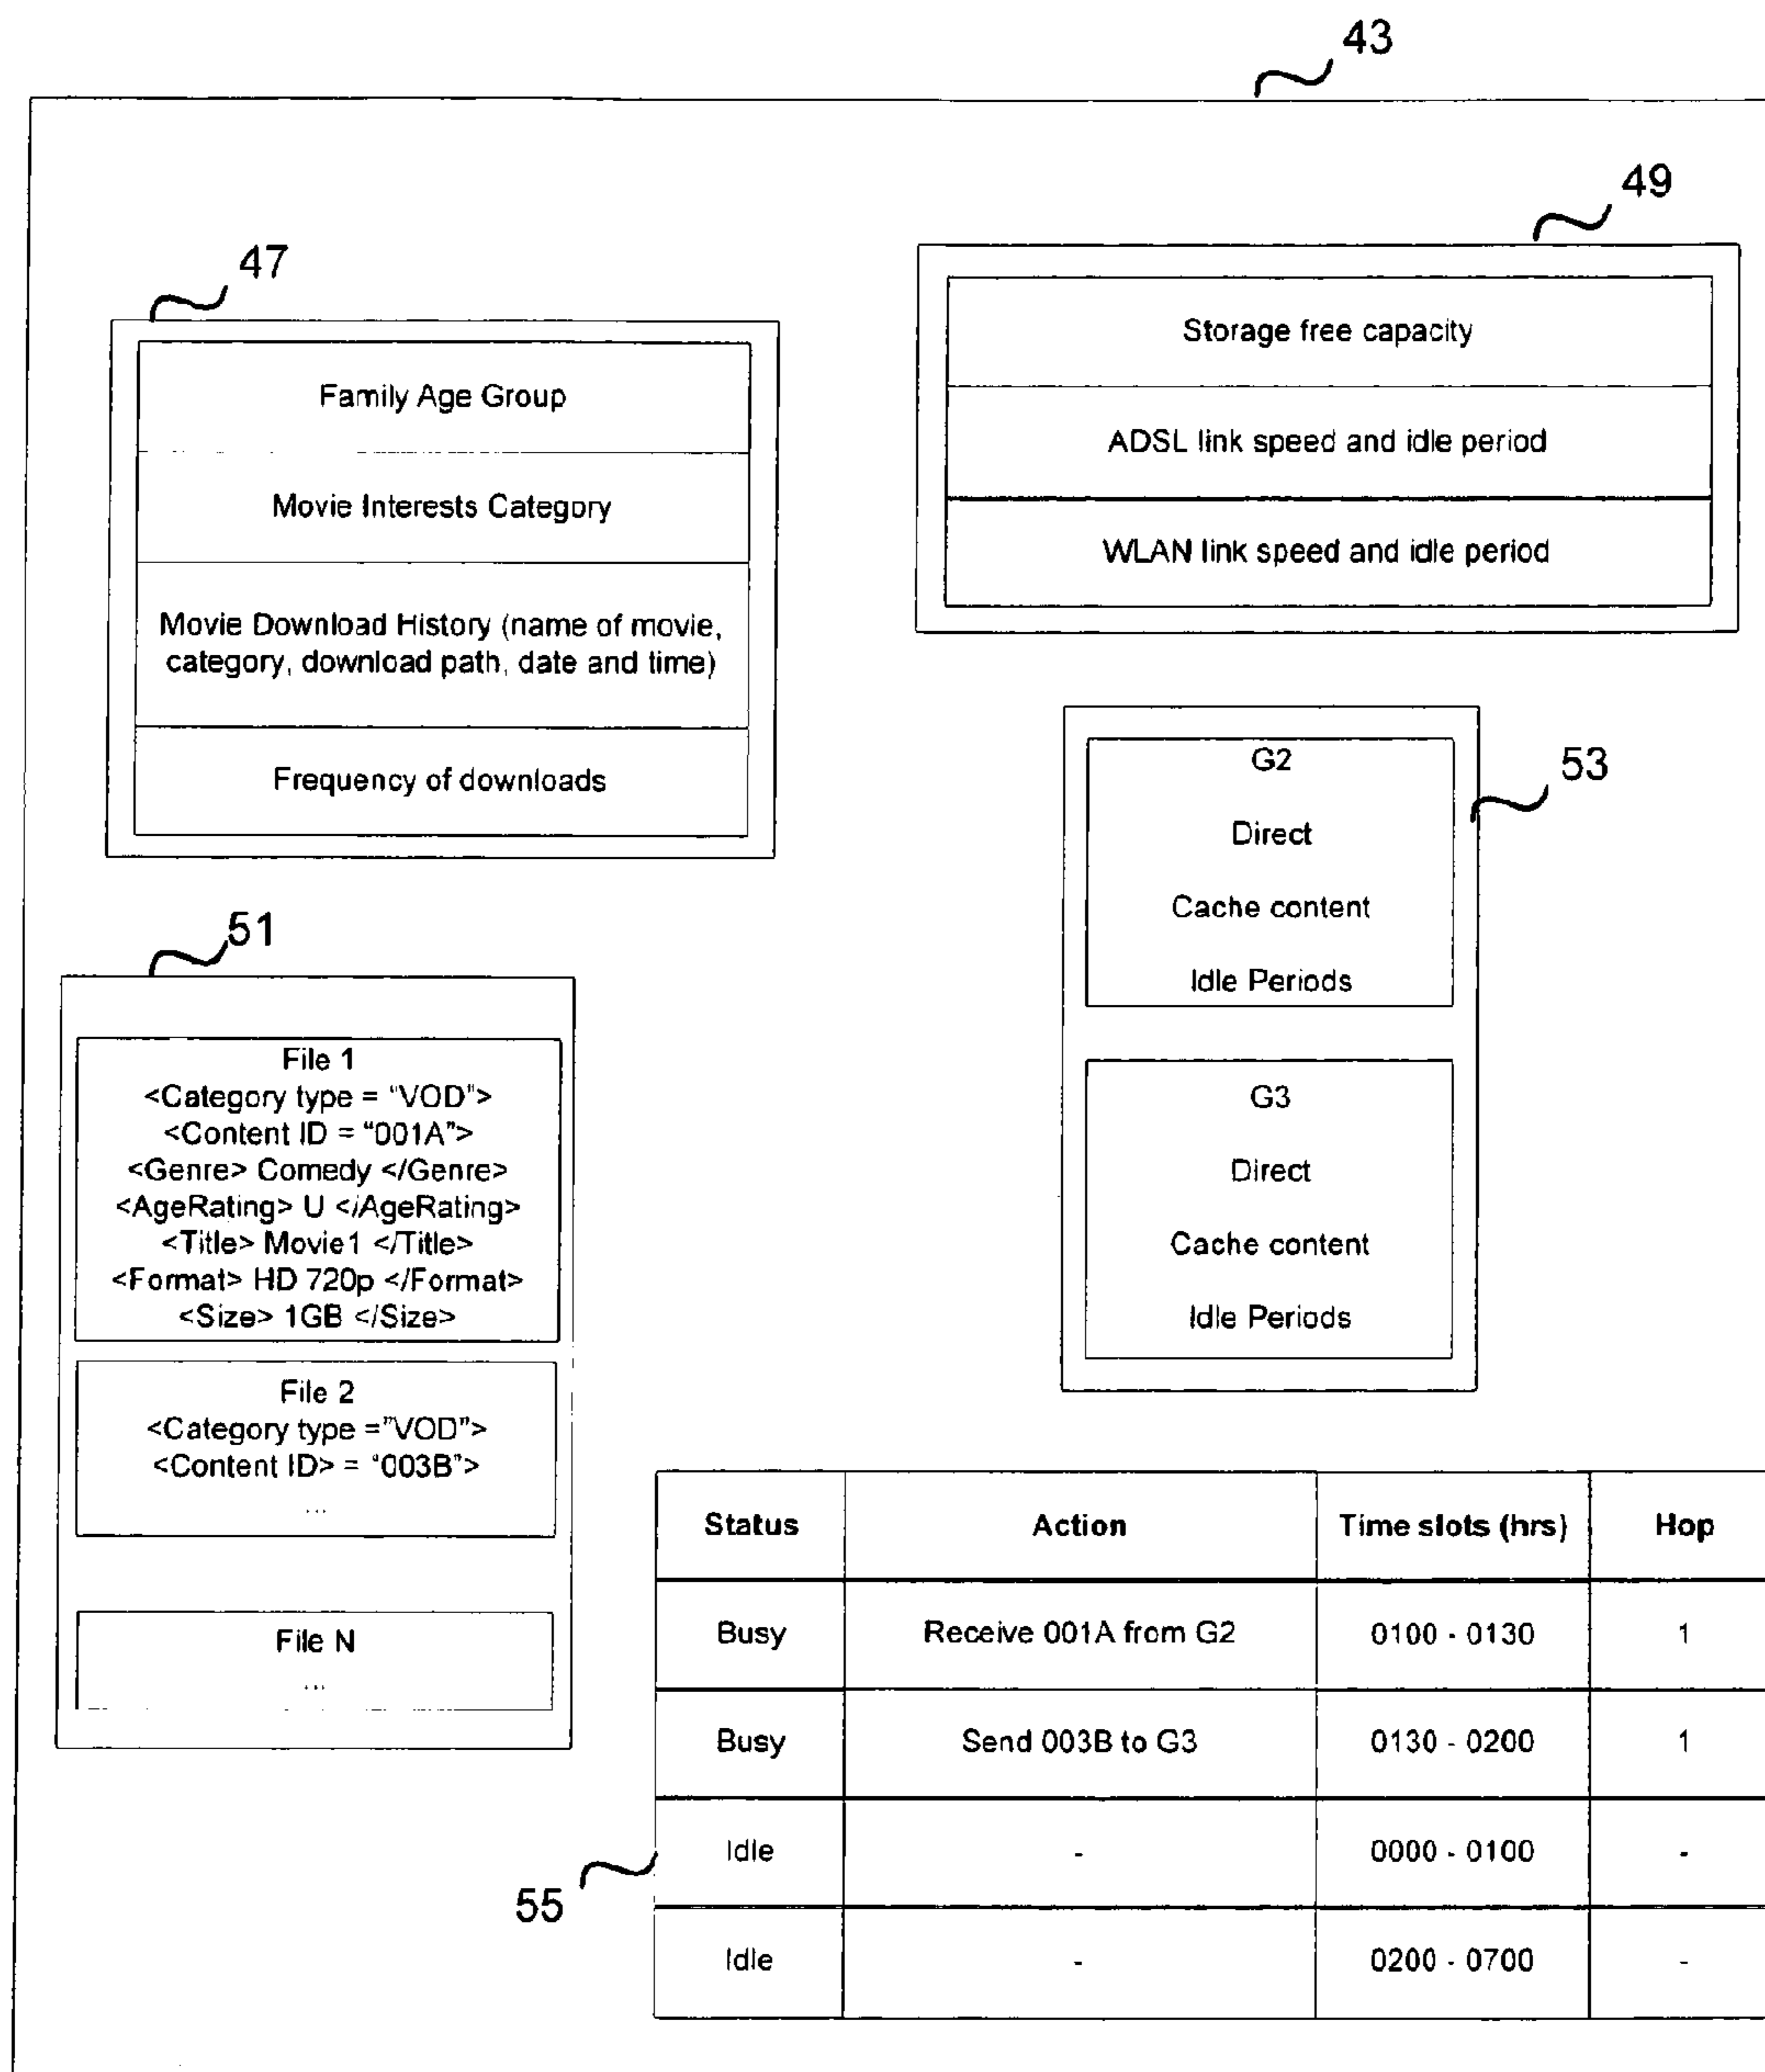 43
49
47
Storage free capacity
ADSL link speed and idle period
WLAN link speed and idle period
Family Age Group
Movie Interests Category
Movie Download History (name of movie,
category, download path, date and time)
Frequency of downloads
53
G2
Direct
Cache content
Idle Periods
G3
Direct
Cache content
Idle Periods
51
File 1
<Category type = "VOD">
<Content ID = "001A">
<Genre> Comedy </Genre>
<AgeRating> U </AgeRating>
<Title> Movie1 </Title>
<Format> HD 720p </Format>
<Size> 1GB </Size>
File 2
<Category type ="VOD">
<Content ID> = "003B">
...
File N
...
55
Status Action Time slots (hrs) Hop
Busy Receive 001A from G2 0100 - 0130 1
Busy Send 003B to G3 0130 - 0200 1
Idle - 0000 - 0100 -
Idle - 0200 - 0700 -